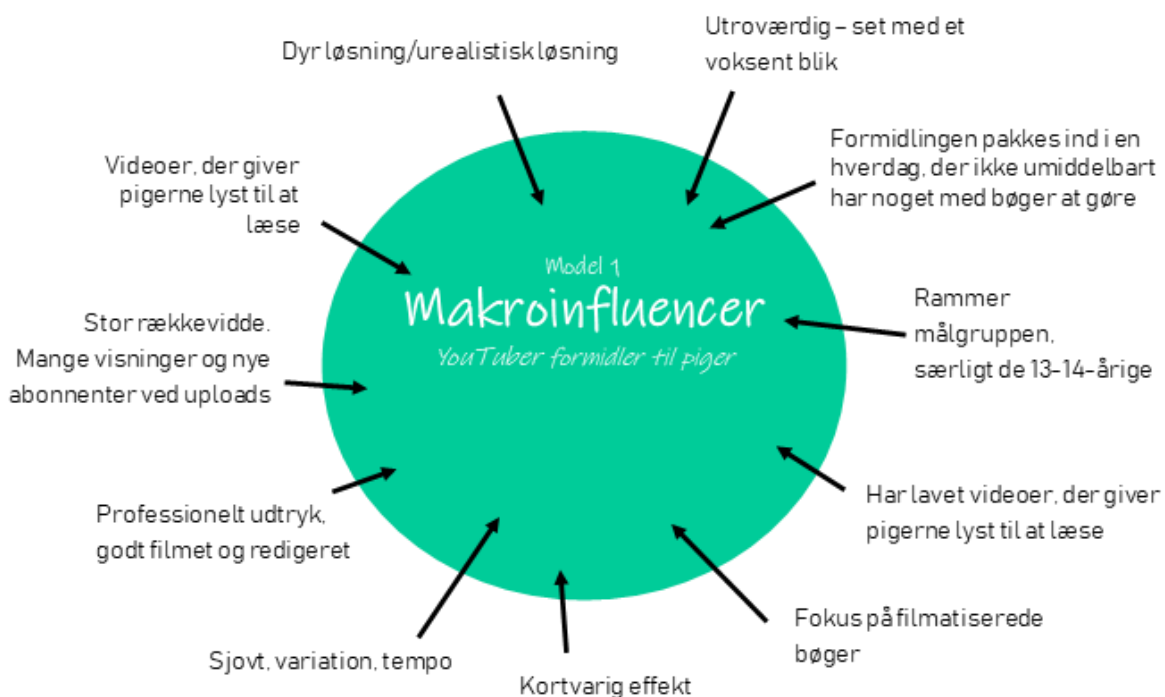 Dyr løsning/urealistisk løsning
Utroværdig – set med et
voksent blik
Formidlingen pakkes ind i en
hverdag, der ikke umiddelbart
har noget med bøger at gøre
Videoer, der giver
pigerne lyst til at
læse
Model 1
Makroinfluencer
YouTuber formidler til piger
Rammer
målgruppen,
særligt de 13-14-årige
Stor rækkevidde.
Mange visninger og nye
abonnenter ved uploads
Har lavet videoer, der giver
pigerne lyst til at læse
Professionelt udtryk,
godt filmet og redigeret
Fokus på filmatiserede
bøger
Sjovt, variation, tempo
Kortvarig effekt